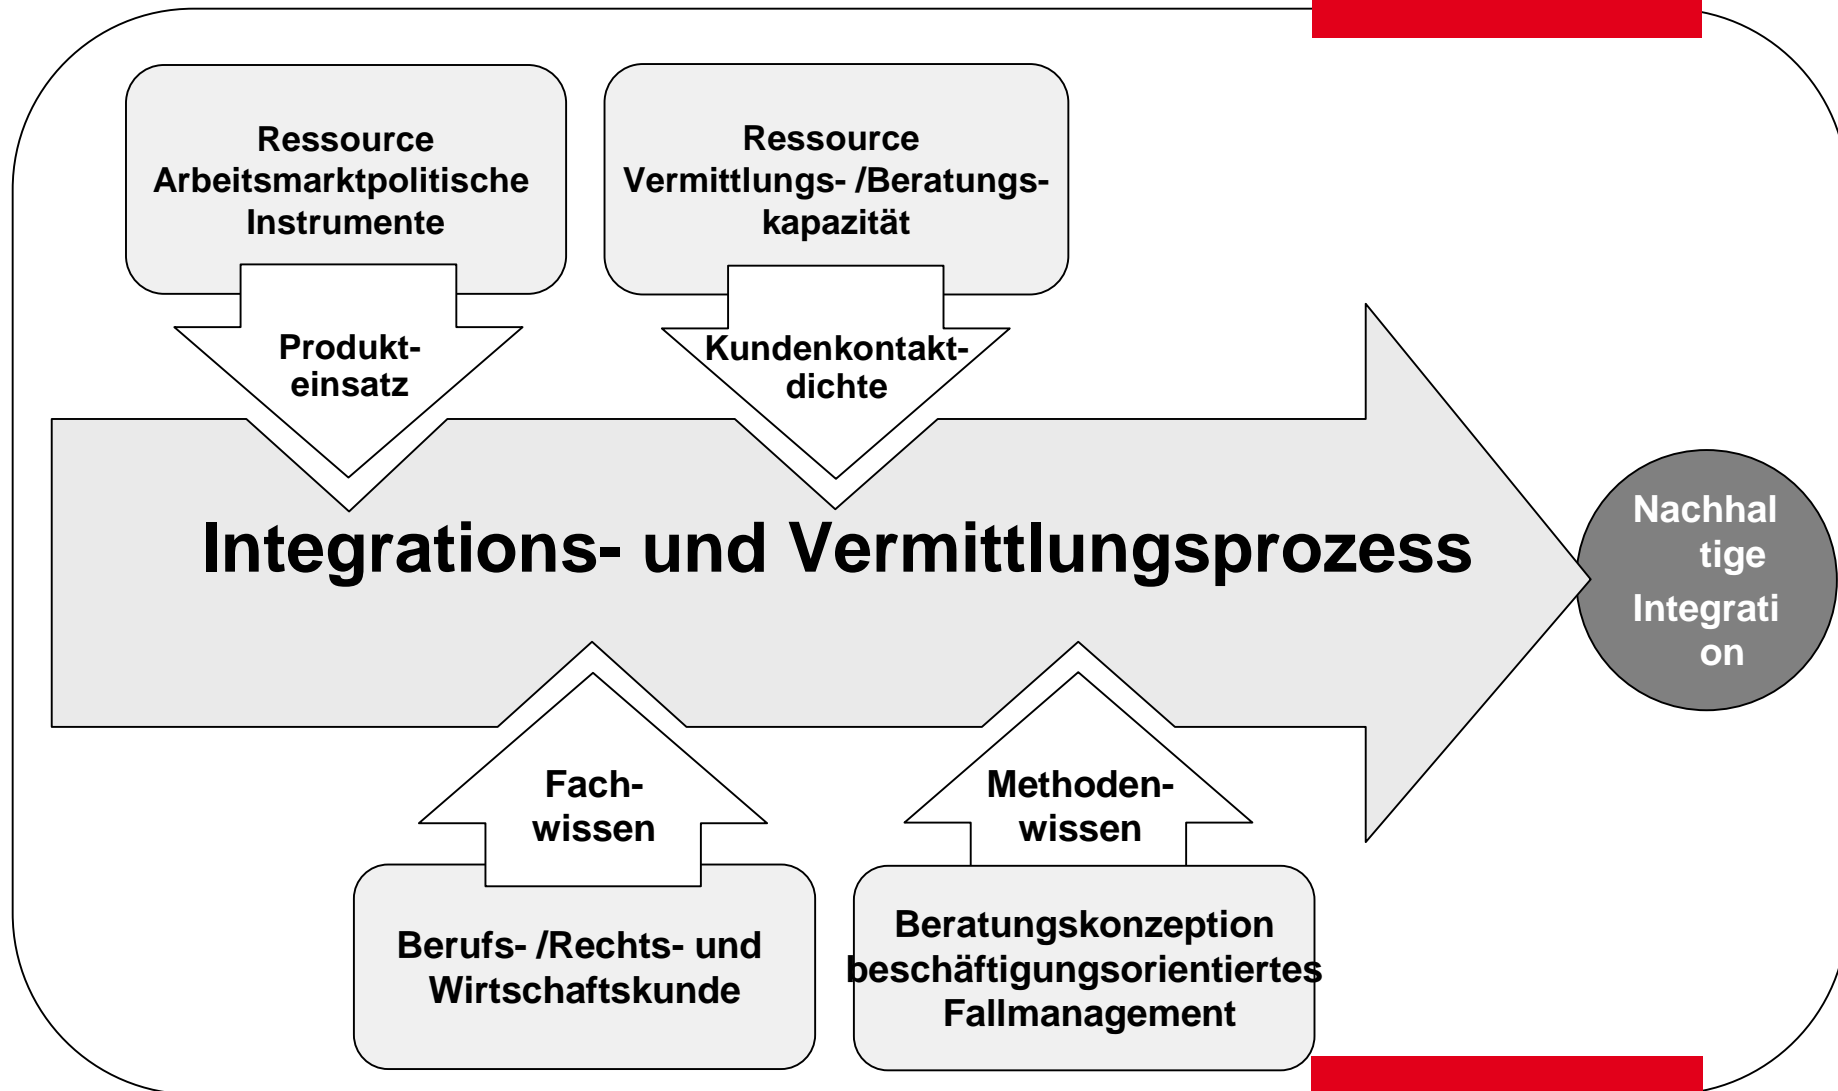 Ressource
Arbeitsmarktpolitische
Instrumente
Ressource
Vermittlungs- /Beratungs-
kapazität
Produkt-
einsatz
Kundenkontakt-
dichte
Integrations- und Vermittlungsprozess
Nachhal
tige
Integrati
on
Fach-
wissen
Methoden-
wissen
Berufs- /Rechts- und
Wirtschaftskunde
Beratungskonzeption
beschäftigungsorientiertes
Fallmanagement